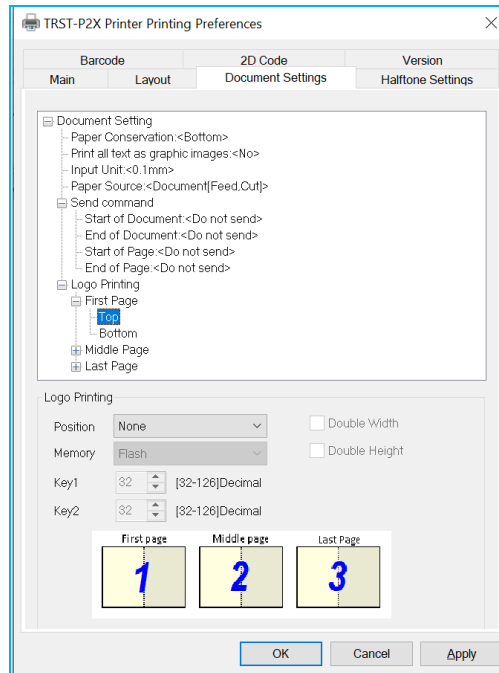 TRST-P2X Printer Printing Preferences
Barcode 2D Code Version
Main Layout Document Settings Halftone Settings
Document Setting
Paper Conservation:<Bottom>
Print all text as graphic images:<No>
Input Unit:<0.1mm>
Paper Source:<Document[Feed,Cut]>
Send command
Start of Document:<Do not send>
End of Document:<Do not send>
Start of Page:<Do not send>
End of Page:<Do not send>
Logo Printing
First Page
Top
Bottom
Middle Page
Last Page
Logo Printing
Position None Double Width
Memory Flash Double Height
Key1 32 [32-126]Decimal
Key2 32 [32-126]Decimal
First page Middle page Last Page
1 2 3
OK Cancel Apply